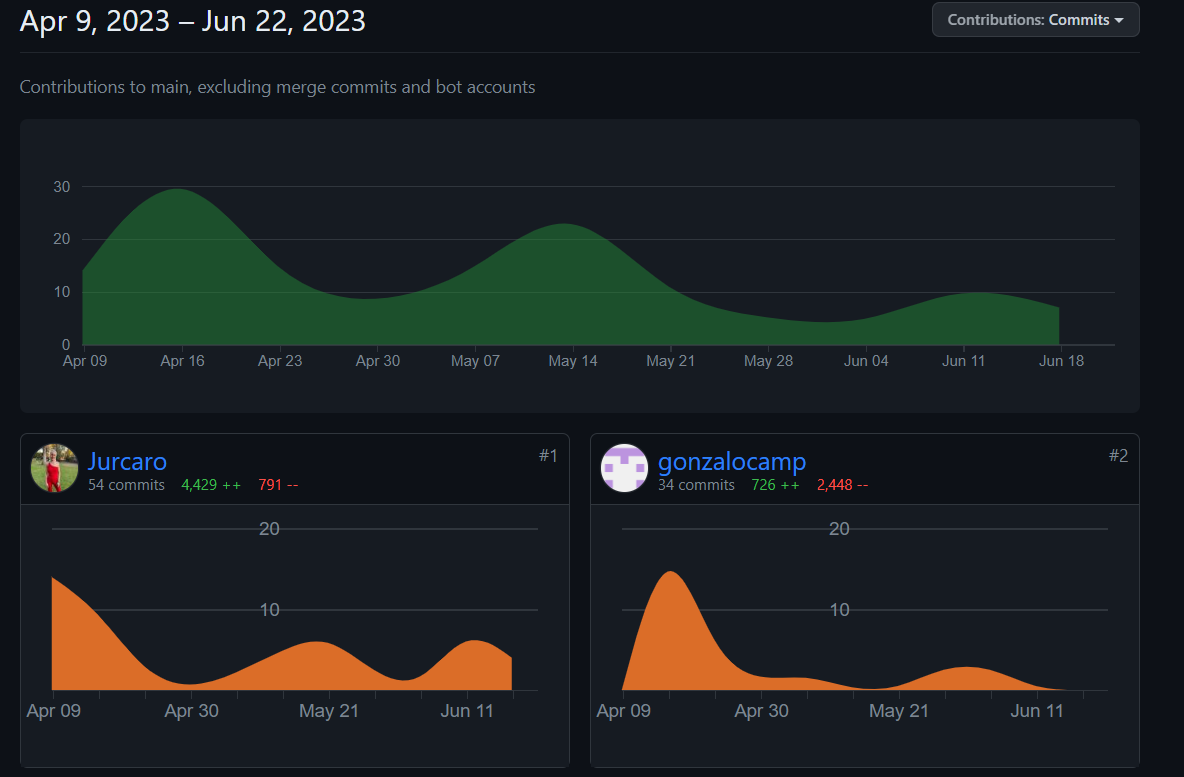 Apr 9, 2023 – Jun 22, 2023
Contributions: Commits
Contributions to main, excluding merge commits and bot accounts
30
20
10
0
Apr 09 Apr 16 Apr 23 Apr 30 May 07 May 14 May 21 May 28 Jun 04 Jun 11 Jun 18
Jurcaro #1
54 commits 4,429 ++ 791 --
20
10
Apr 09 Apr 30 May 21 Jun 11
gonzalocamp #2
34 commits 726 ++ 2,448 --
20
10
Apr 09 Apr 30 May 21 Jun 11